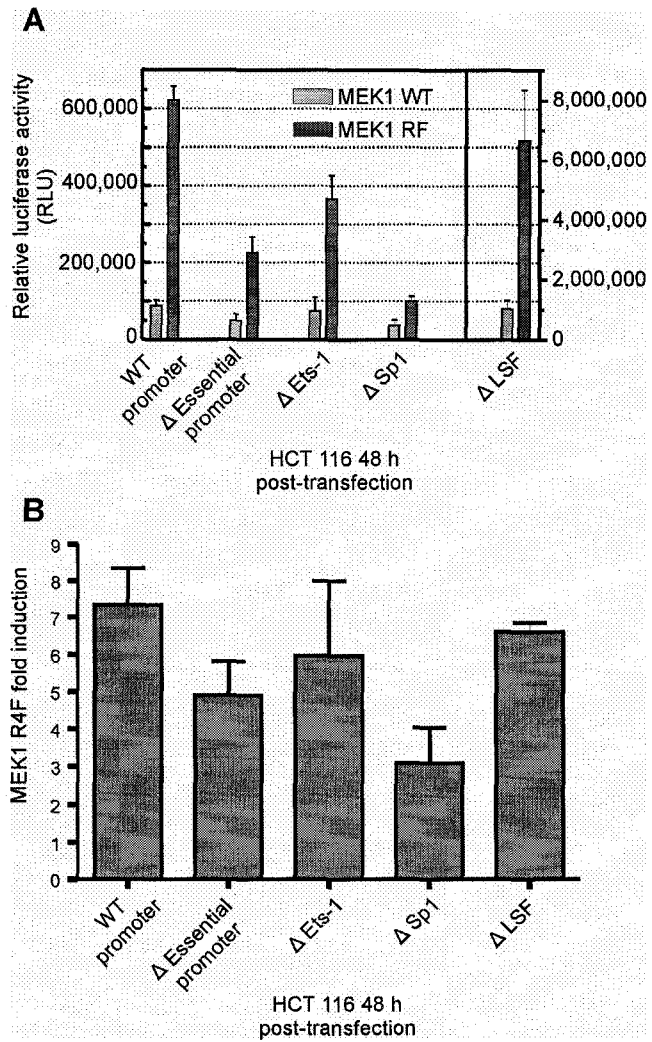 A
Relative luciferase activity
(RLU)
600,000
400,000
200,000
0
MEK1 WT
MEK1 RF
8,000,000
6,000,000
4,000,000
2,000,000
0
WT
promoter
Δ Essential
promoter
Δ Ets-1
Δ Sp1
Δ LSF
HCT 116 48 h
post-transfection
B
MEK1 R4F fold induction
9
8
7
6
5
4
3
2
1
0
WT
promoter
Δ Essential
promoter
Δ Ets-1
Δ Sp1
Δ LSF
HCT 116 48 h
post-transfection